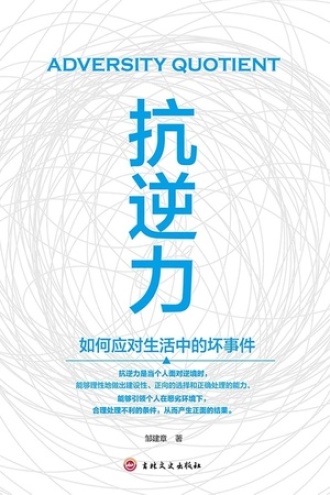 ADVERSITY QUOTIENT
抗逆力
如何应对生活中的坏事件
抗逆力是当个人面对逆境时,
能够理性地做出建设性、正向的选择和正确处理的能力,
能够引领个人在恶劣环境下,
合理处理不利的条件,从而产生正面的结果。
邹建章 著
吉林文史出版社